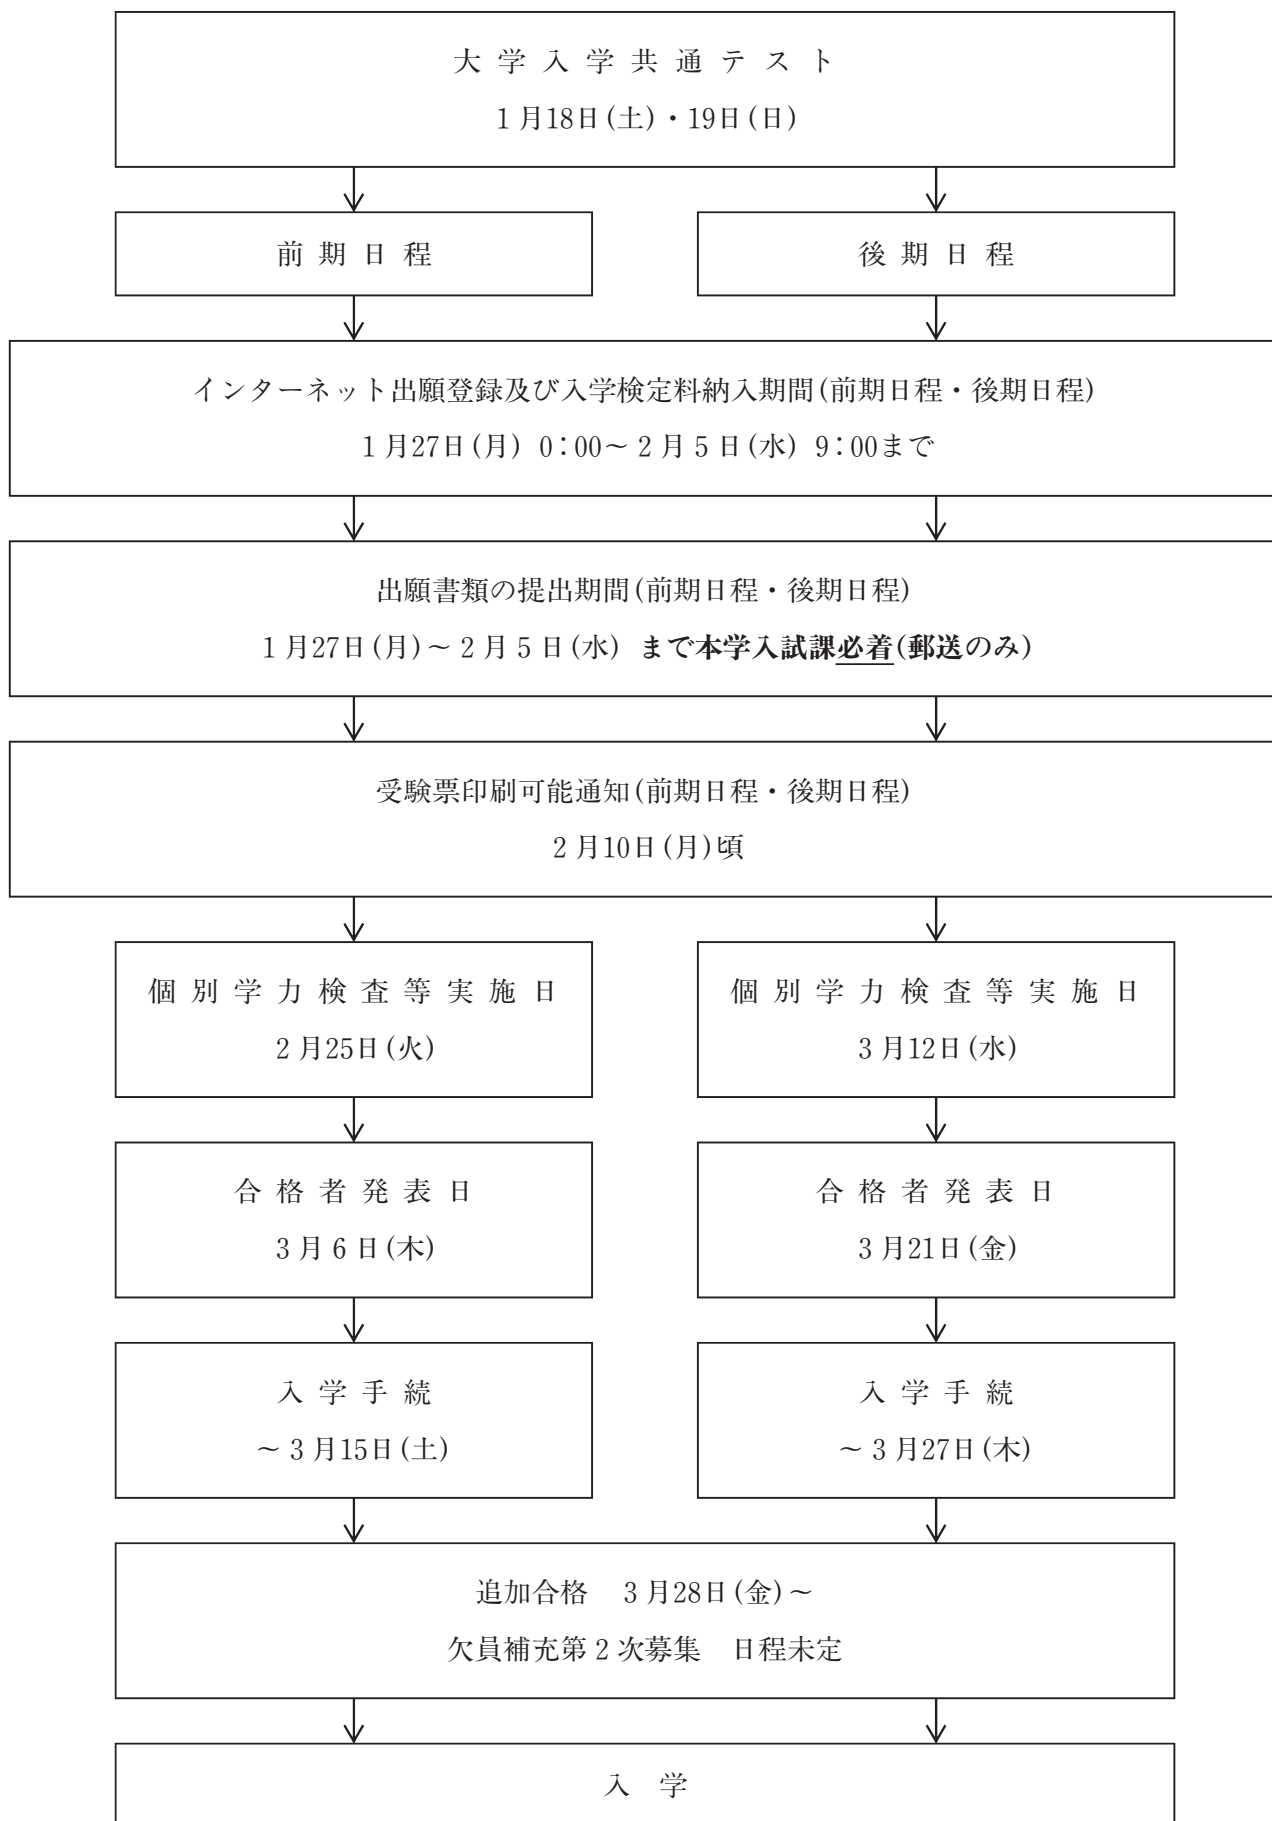 大学入学共通テスト
1月18日(土)・19日(日)
前期日程
後期日程
インターネット出願登録及び入学検定料納入期間(前期日程・後期日程)
1月27日(月) 0:00~2月5日(水) 9:00まで
出願書類の提出期間(前期日程・後期日程)
1月27日(月)~2月5日(水) まで本学入試課必着(郵送のみ)
受験票印刷可能通知(前期日程・後期日程)
2月10日(月)頃
個別学力検査等実施日
2月25日(火)
個別学力検査等実施日
3月12日(水)
合格者発表日
3月6日(木)
合格者発表日
3月21日(金)
入学手続
~3月15日(土)
入学手続
~3月27日(木)
追加合格 3月28日(金)~
欠員補充第2次募集 日程未定
入 学